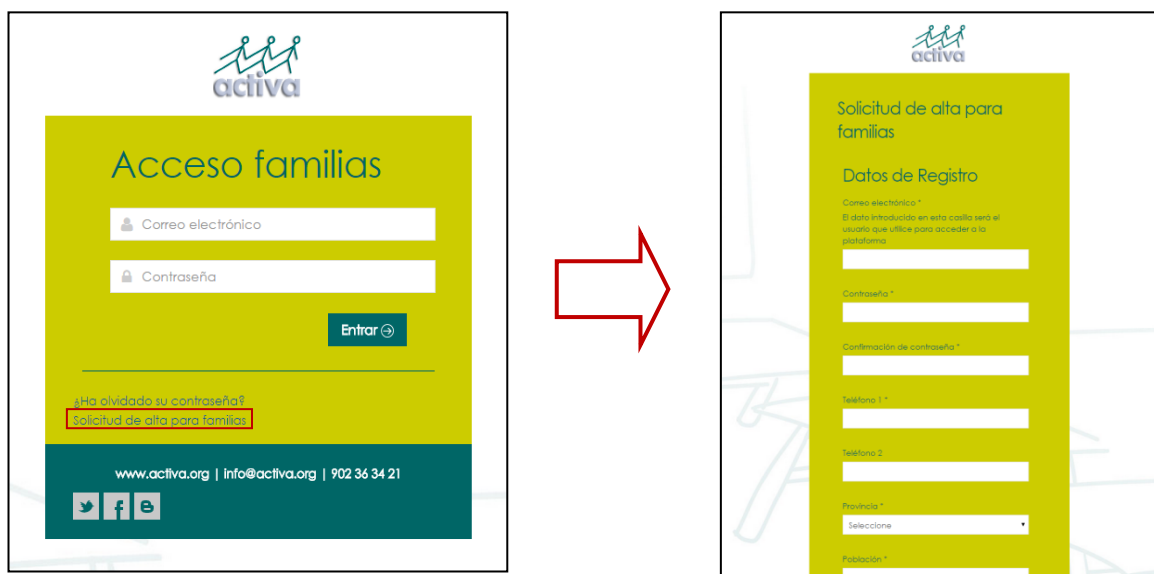 activa
Acceso familias
Correo electrónico
Contraseña
Entrar
¿Ha olvidado su contraseña?
Solicitud de alta para familias
www.activa.org | info@activa.org | 902 36 34 21
activa
Solicitud de alta para
familias
Datos de Registro
Correo electrónico *
El dato introducido en esta casilla será el
usuario que utilice para acceder a la
plataforma
Contraseña *
Confirmación de contraseña *
Teléfono 1 *
Teléfono 2
Provincia *
Seleccione
Población *